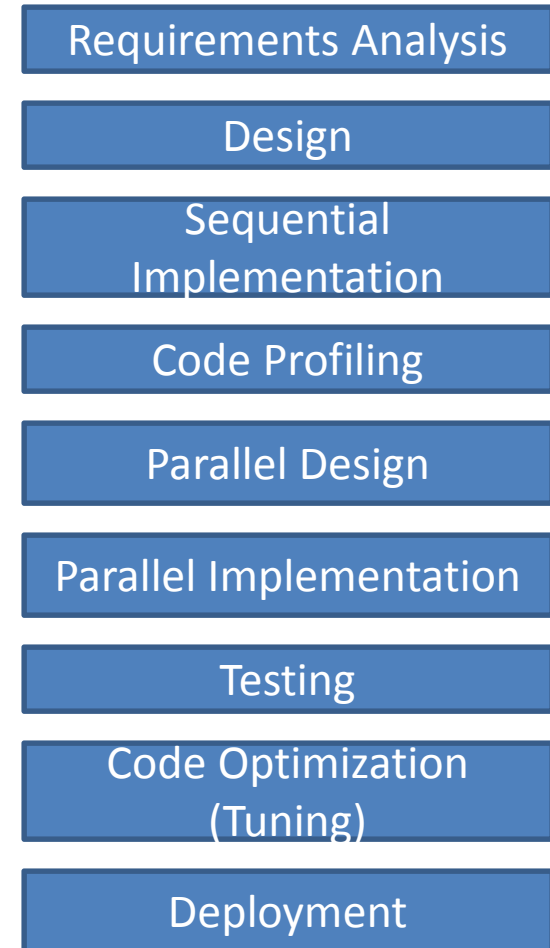 Requirements Analysis
Design
Sequential
Implementation
Code Profiling
Parallel Design
Parallel Implementation
Testing
Code Optimization
(Tuning)
Deployment